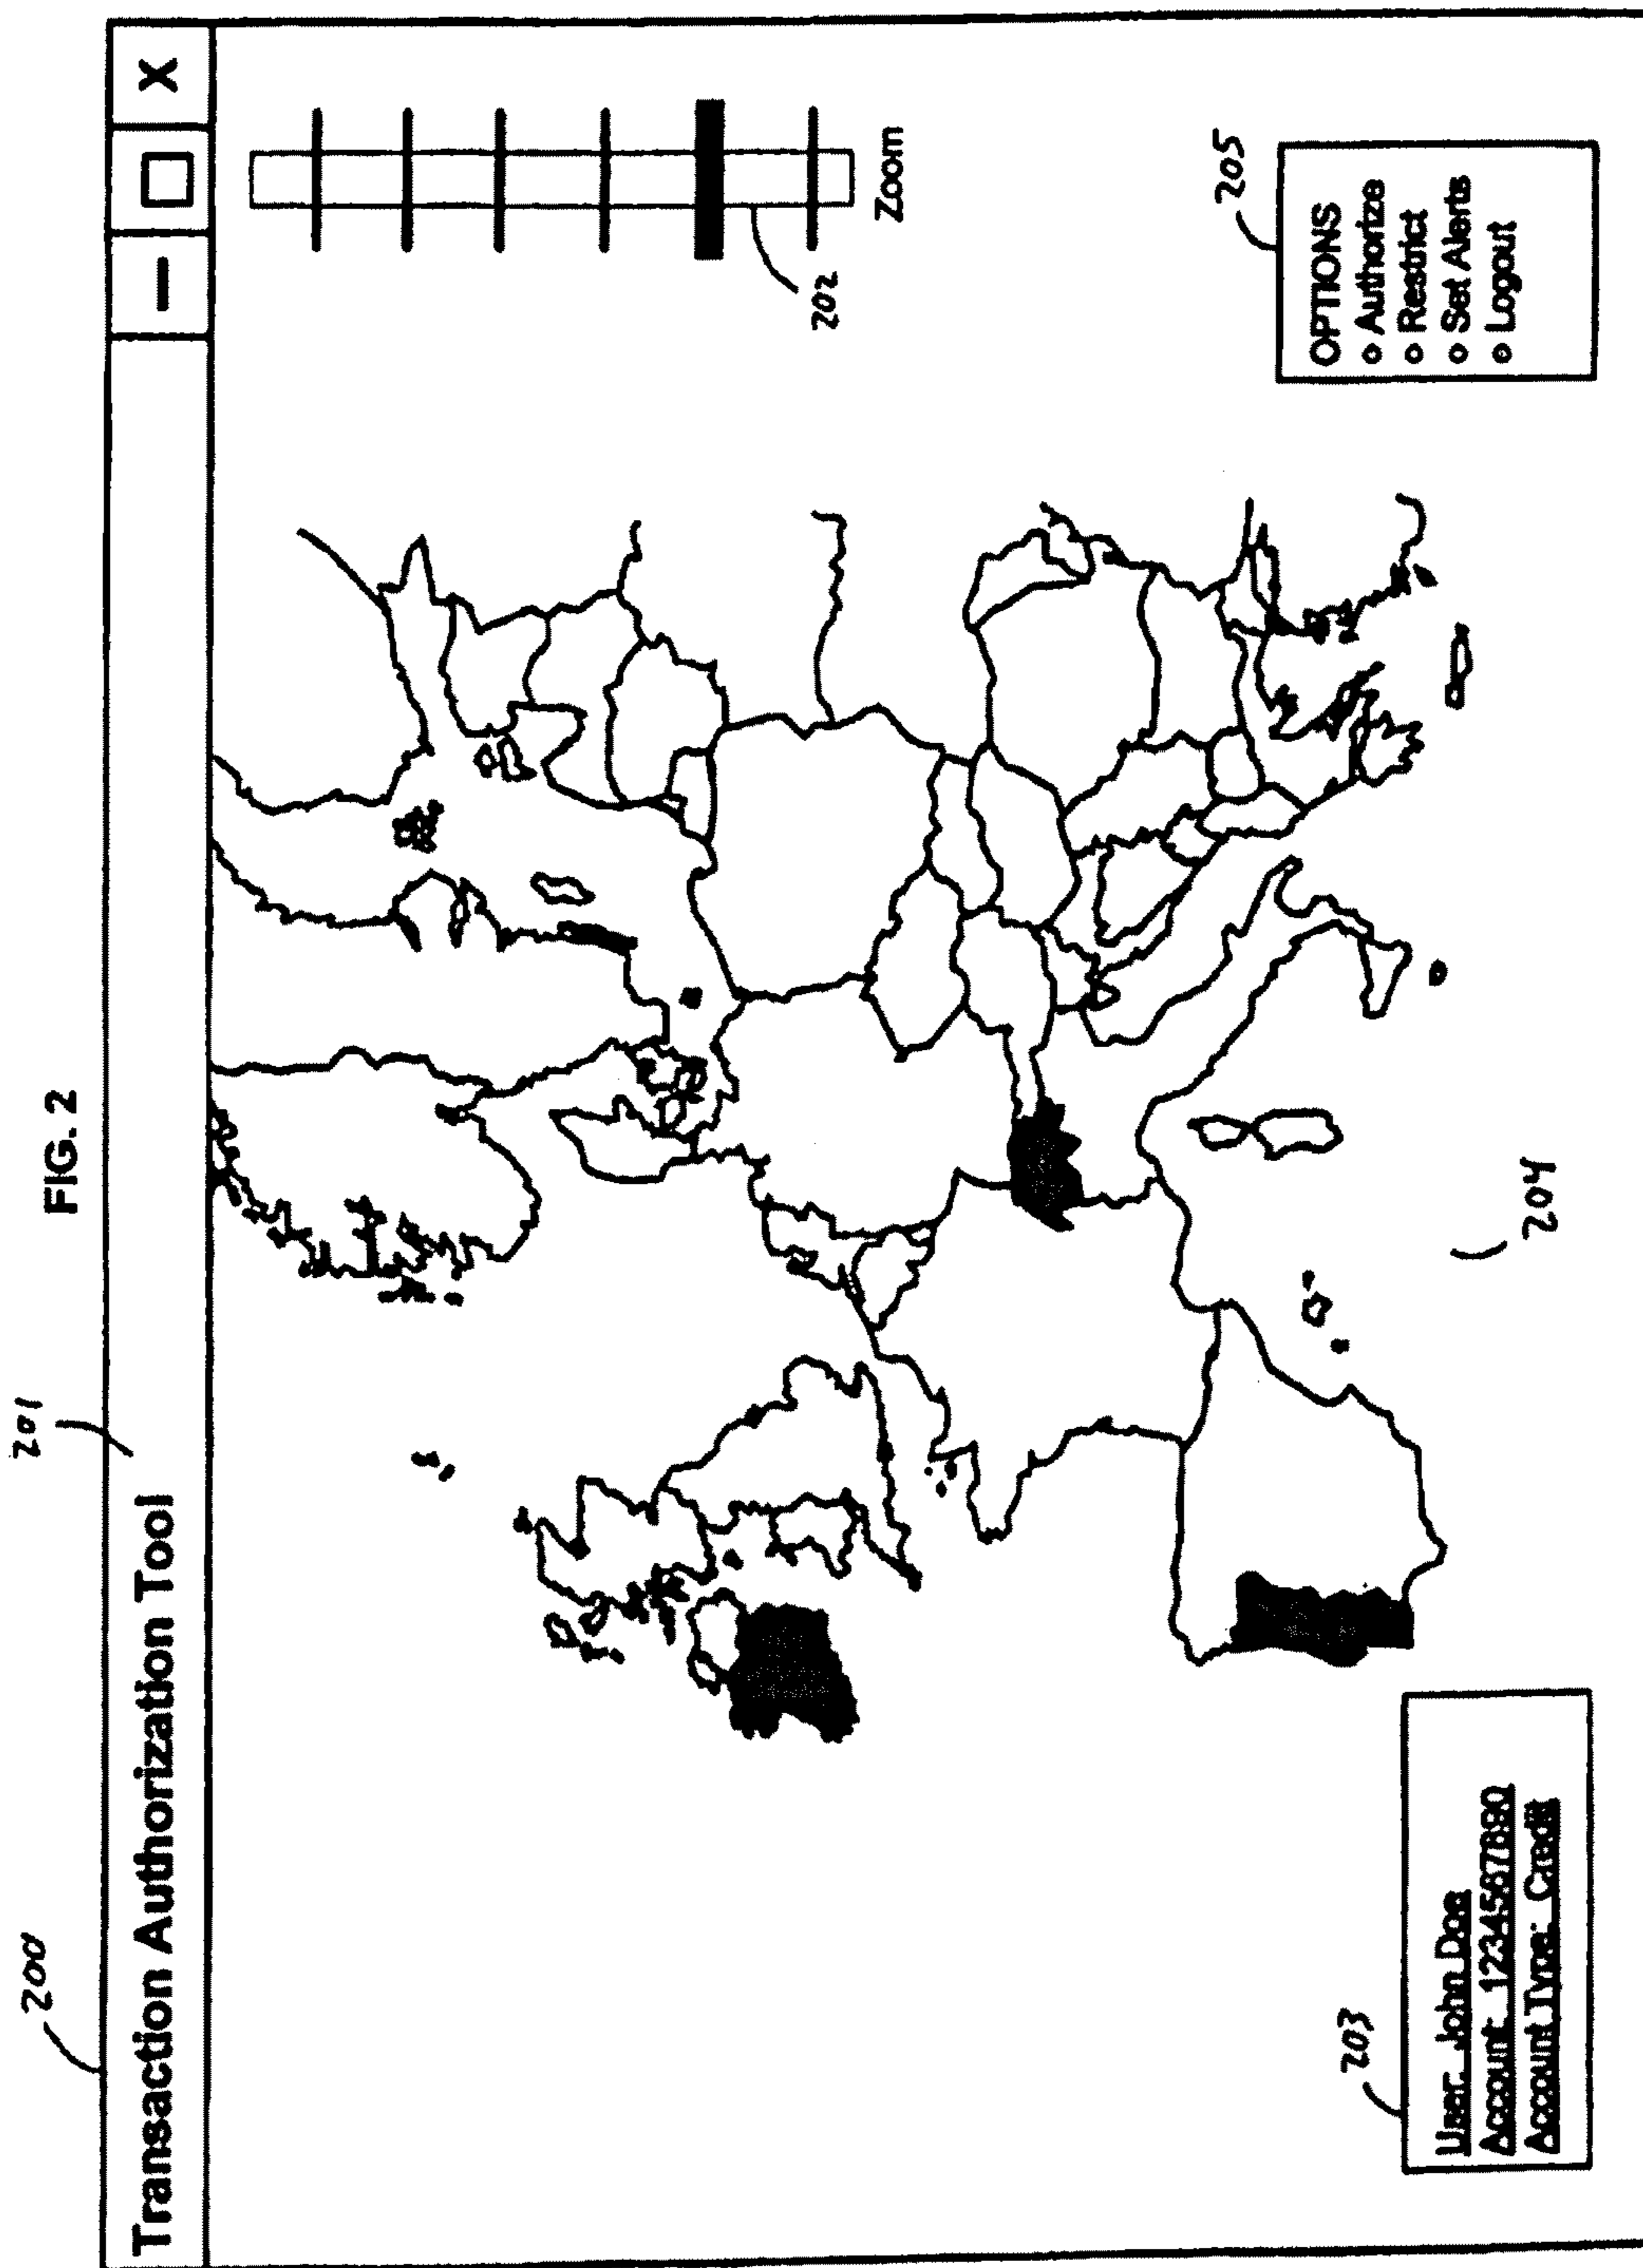 FIG. 2
200
201
Transaction Authorization Tool
X
202
Zoom
203
User: John Doe
Account: 1234567890
Account Type: Credit
204
205
OPTIONS
Authorize
Restrict
Set Alerts
Logout